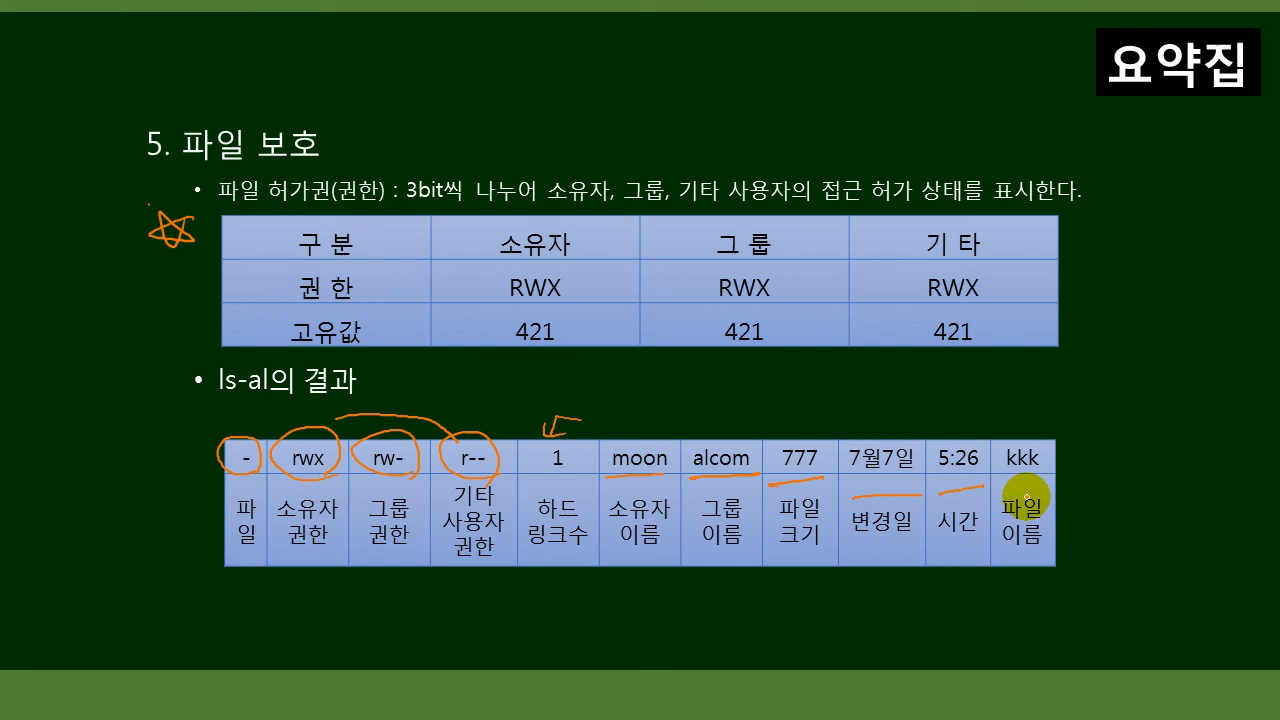 요약집
5. 파일 보호
• 파일 허가권(권한) : 3bit씩 나누어 소유자, 그룹, 기타 사용자의 접근 허가 상태를 표시한다.
구 분 소유자 그 룹 기 타
권 한 RWX RWX RWX
고유값 421 421 421
• ls-al의 결과
- rwx rw- r-- 1 moon alcom 777 7월7일 5:26 kkk
파일 소유자 권한 그룹 권한 기타 사용자 권한 하드 링크수 소유자 이름 그룹 이름 파일 크기 변경일 시간 파일 이름